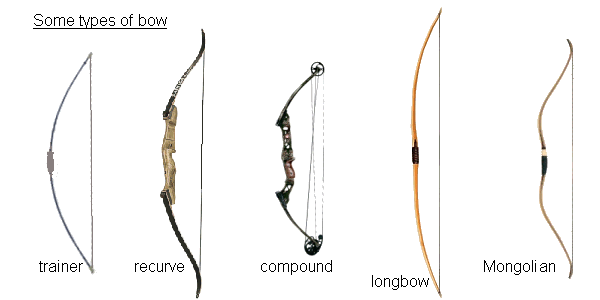 Some types of bow
trainer
recurve
compound
longbow
Mongolian